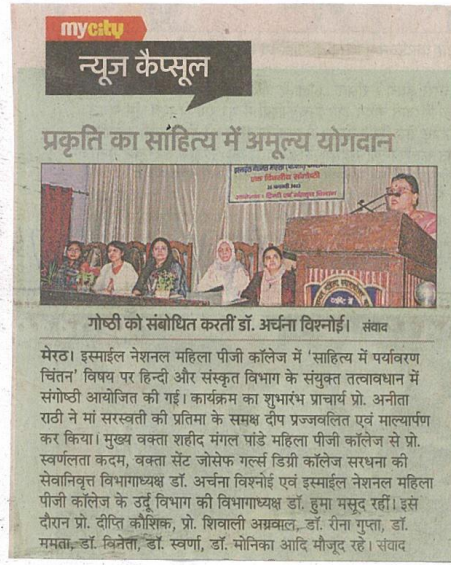 mycity
न्यूज कैप्सूल
प्रकृति का साहित्य में अमूल्य योगदान
एक दिवसीय संगोष्ठी
गोष्ठी को संबोधित करतीं डॉ. अर्चना विश्नोई। संवाद
मेरठ। इस्माईल नेशनल महिला पीजी कॉलेज में ‘साहित्य में पर्यावरण
चिंतन’ विषय पर हिन्दी और संस्कृत विभाग के संयुक्त तत्वावधान में
संगोष्ठी आयोजित की गई। कार्यक्रम का शुभारंभ प्राचार्य प्रो. अनीता
राठी ने मां सरस्वती की प्रतिमा के समक्ष दीप प्रज्जवलित एवं माल्यार्पण
कर किया। मुख्य वक्ता शहीद मंगल पांडे महिला पीजी कॉलेज से प्रो.
स्वर्णलता कदम, वक्ता सेंट जोसेफ गर्ल्स डिग्री कॉलेज सरधना की
सेवानिवृत्त विभागाध्यक्ष डॉ. अर्चना विश्नोई एवं इस्माईल नेशनल महिला
पीजी कॉलेज के उर्दू विभाग की विभागाध्यक्ष डॉ. हुमा मसूद रहीं। इस
दौरान प्रो. दीप्ति कौशिक, प्रो. शिवाली अग्रवाल, डॉ. रीना गुप्ता, डॉ.
ममता, डॉ. विनेता, डॉ. स्वर्णा, डॉ. मोनिका आदि मौजूद रहे। संवाद